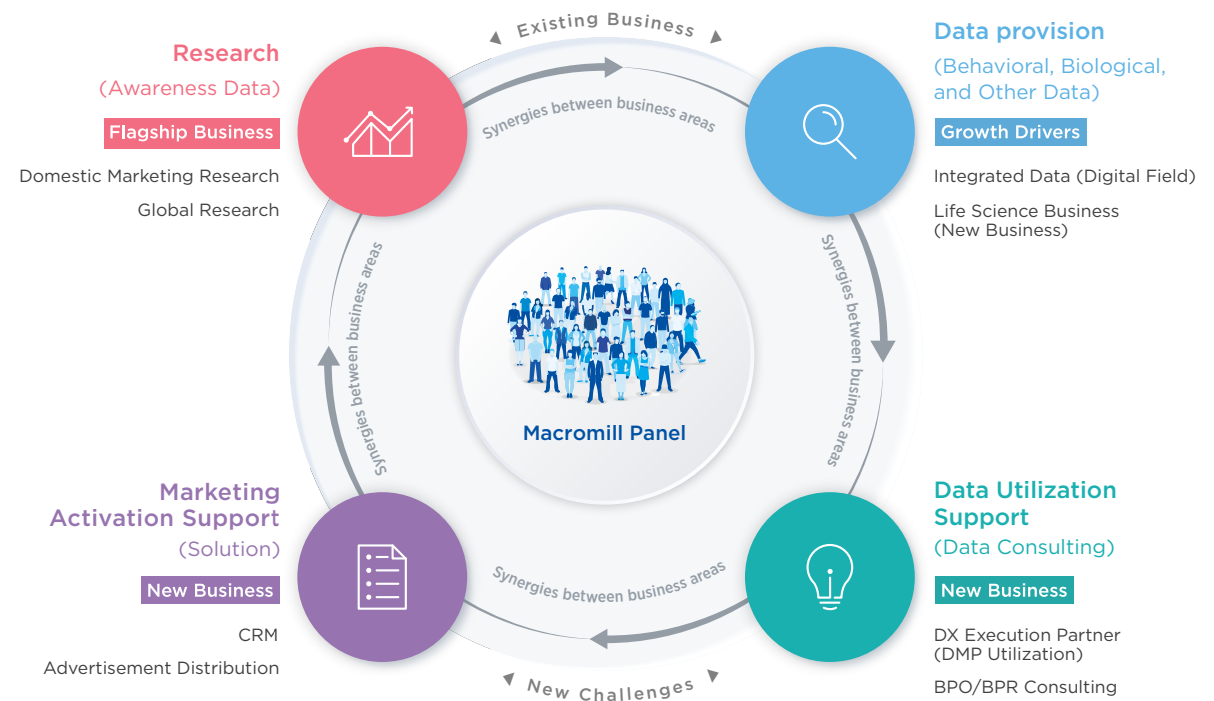 Existing Business
Research
(Awareness Data)
Flagship Business
Domestic Marketing Research
Global Research
Data provision
(Behavioral, Biological,
and Other Data)
Growth Drivers
Integrated Data (Digital Field)
Life Science Business
(New Business)
Synergies between business areas
Synergies between business areas
Synergies between business areas
Synergies between business areas
Macromill Panel
Marketing
Activation Support
(Solution)
New Business
CRM
Advertisement Distribution
Data Utilization
Support
(Data Consulting)
New Business
DX Execution Partner
(DMP Utilization)
BPO/BPR Consulting
New Challenges